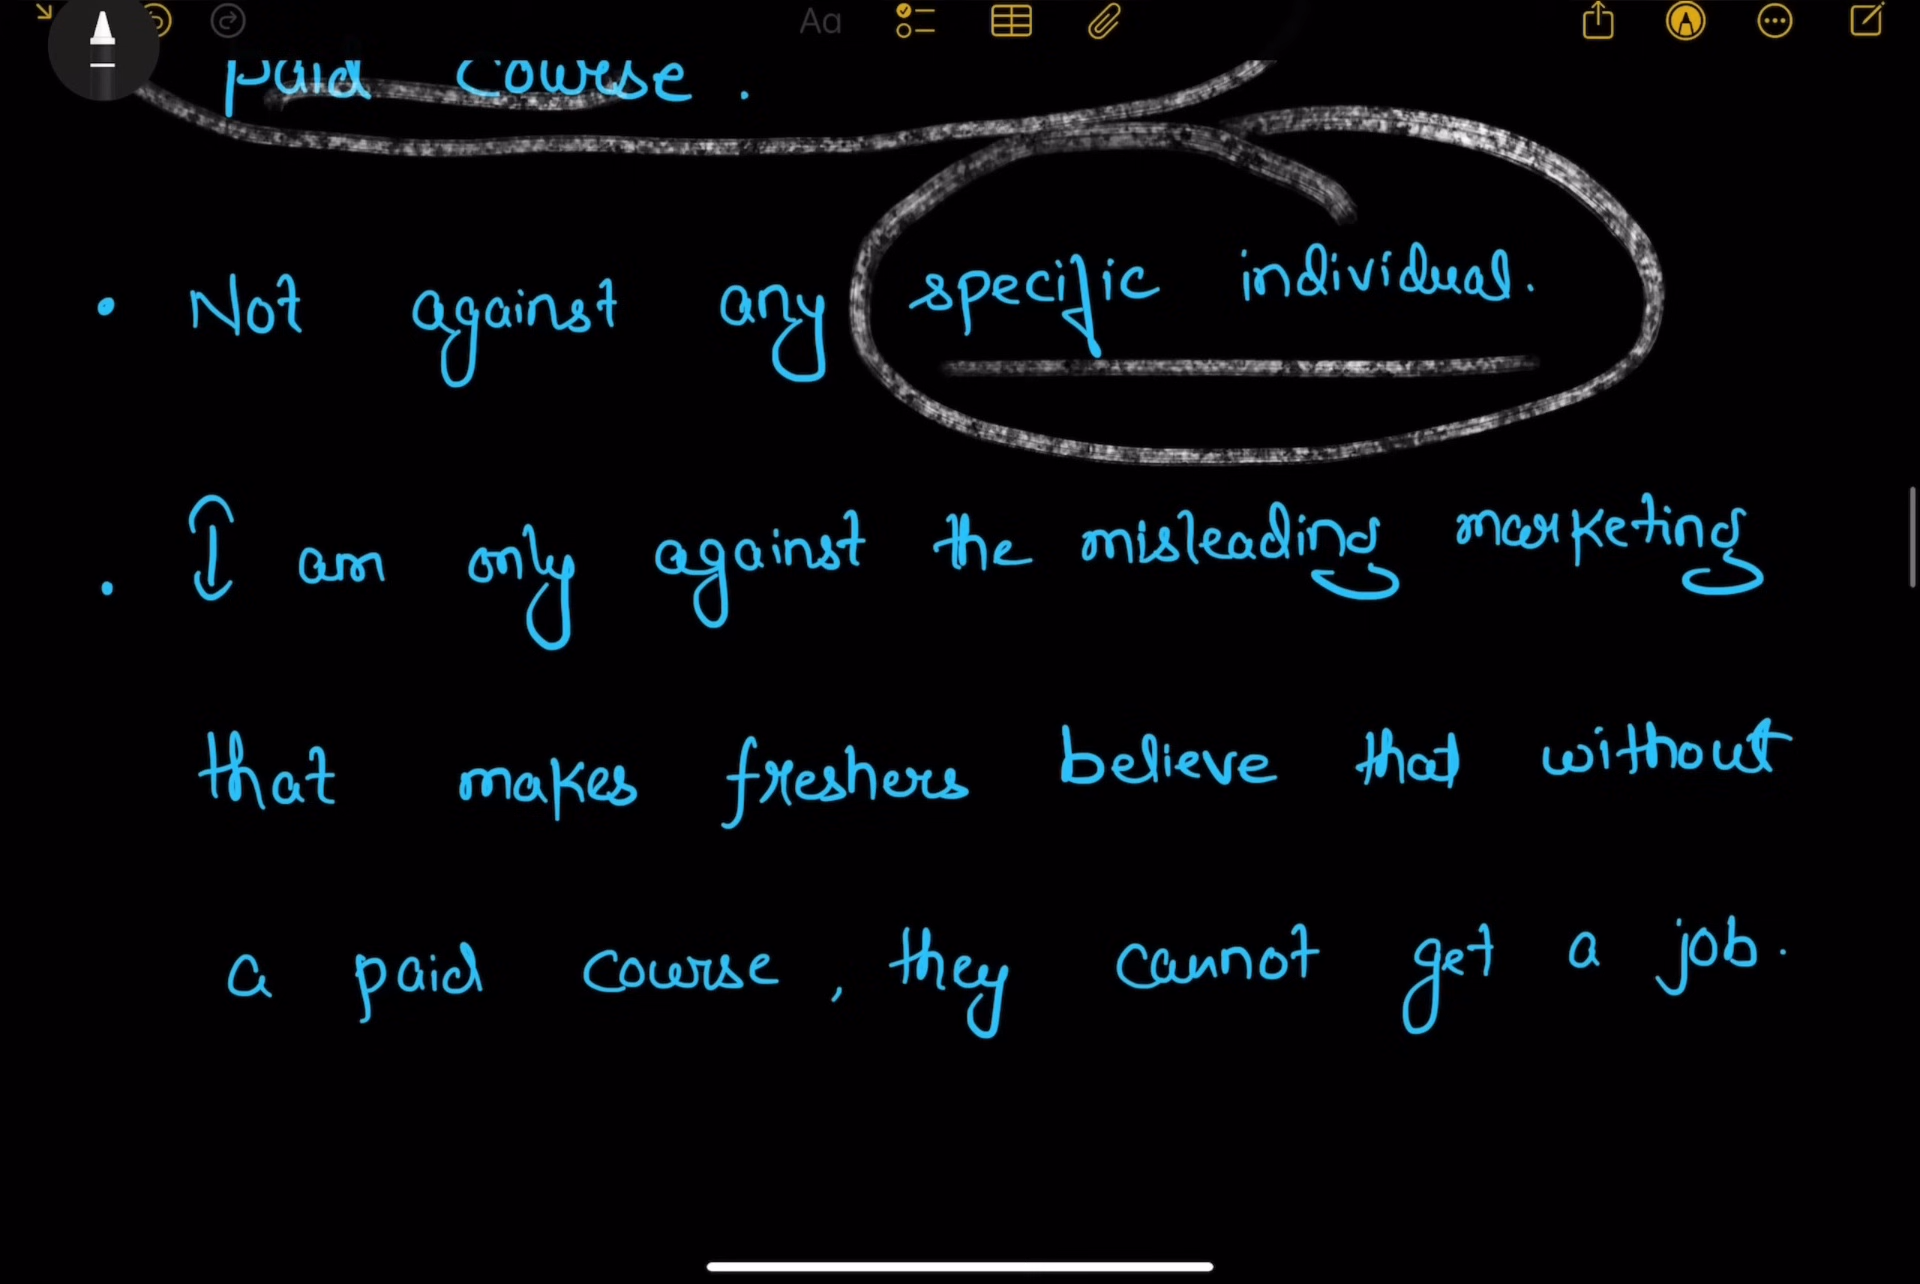 Aa
paid course.
• Not against any specific individual.
• I am only against the misleading marketing
that makes freshers believe that without
a paid course, they cannot get a job.